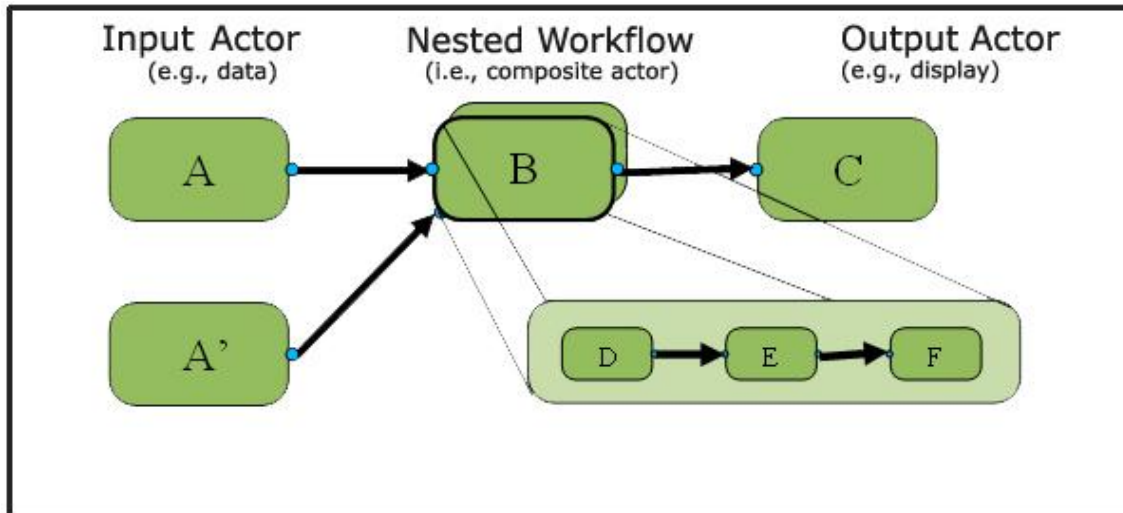 Input Actor
(e.g., data)
Nested Workflow
(i.e., composite actor)
Output Actor
(e.g., display)
A
B
C
A’
D
E
F